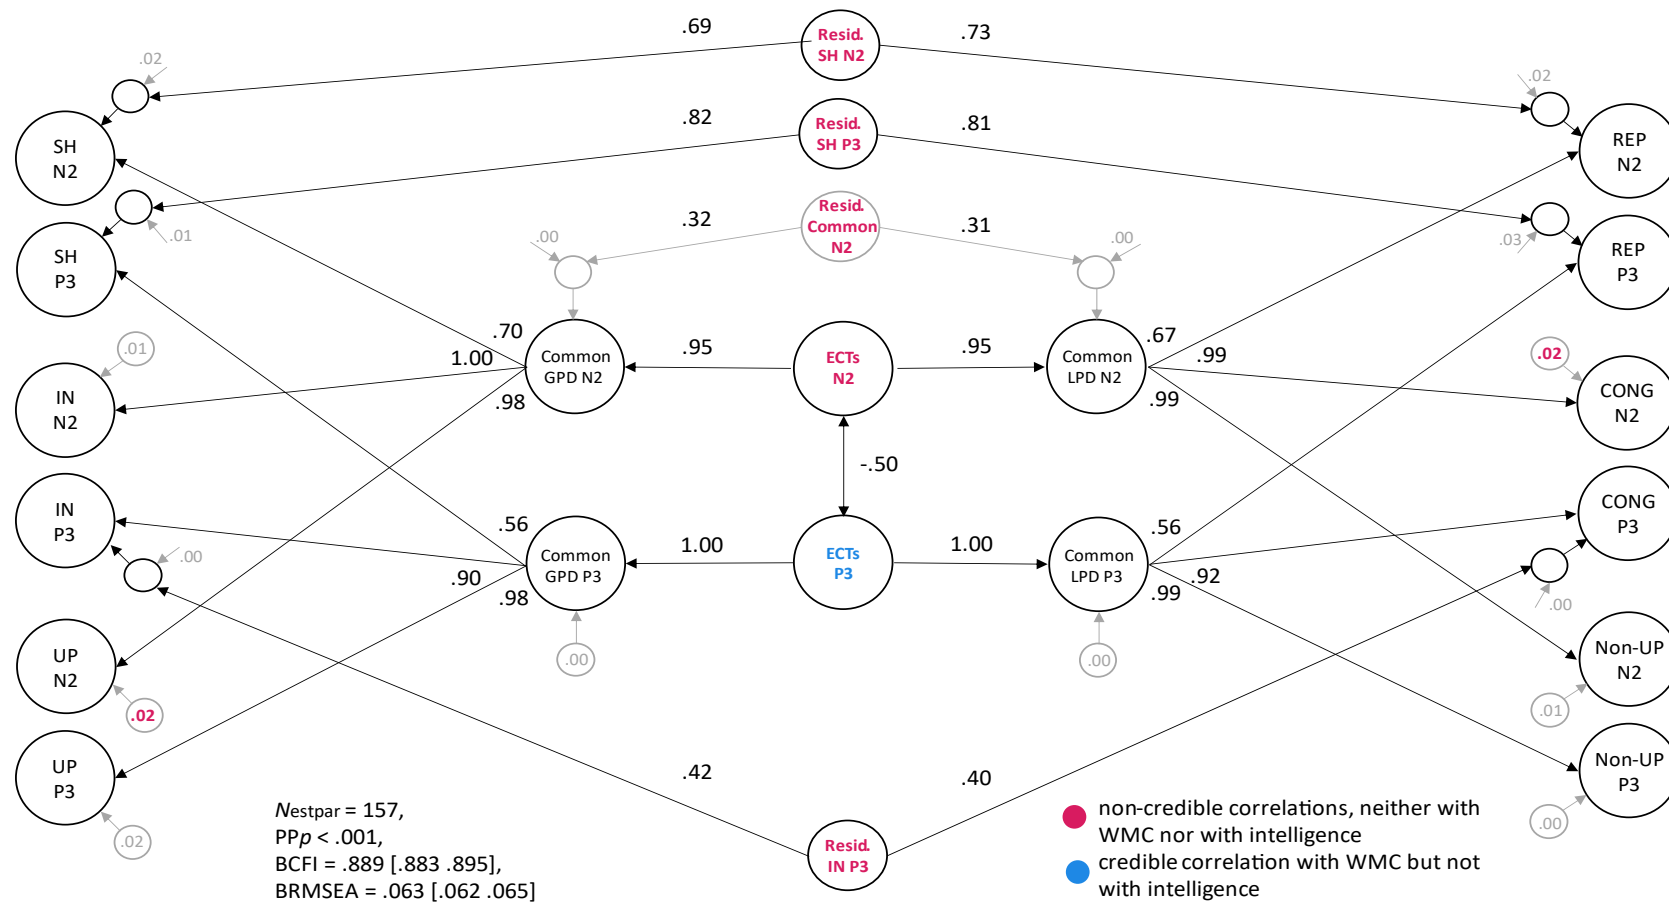 .69
Resid.
SH N2
.73
.02
.02
SH
N2
.82
Resid.
SH P3
.81
REP
N2
.01
.32
Resid.
Common
N2
.31
.03
.00
.00
SH
P3
REP
P3
.01
.70
1.00
.98
Common
GPD N2
.95
ECTs
N2
.95
Common
LPD N2
.67
.99
.99
.02
IN
N2
CONG
N2
-.50
IN
P3
.00
.56
.90
.98
Common
GPD P3
1.00
ECTs
P3
1.00
Common
LPD P3
.56
.92
.99
CONG
P3
.00
UP
N2
.02
.00
.00
Non-UP
N2
.01
UP
P3
.02
.42
.40
Non-UP
P3
.00
Nestpar = 157,
PPp < .001,
BCFI = .889 [.883 .895],
BRMSEA = .063 [.062 .065]
Resid.
IN P3
non-credible correlations, neither with
WMC nor with intelligence
credible correlation with WMC but not
with intelligence